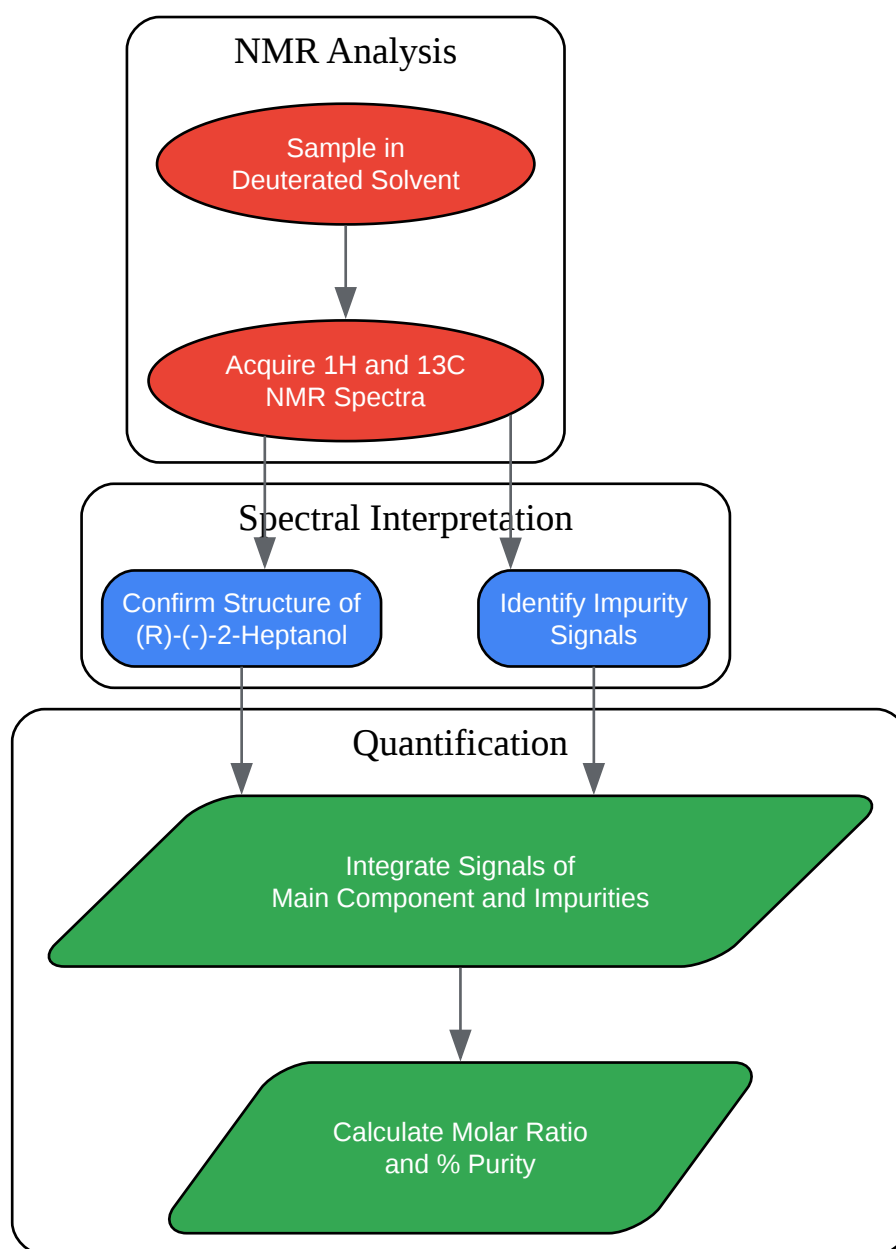 NMR Analysis
Sample in
Deuterated Solvent
Acquire 1H and 13C
NMR Spectra
Spectral Interpretation
Confirm Structure of
(R)-(-)-2-Heptanol
Identify Impurity
Signals
Quantification
Integrate Signals of
Main Component and Impurities
Calculate Molar Ratio
and % Purity